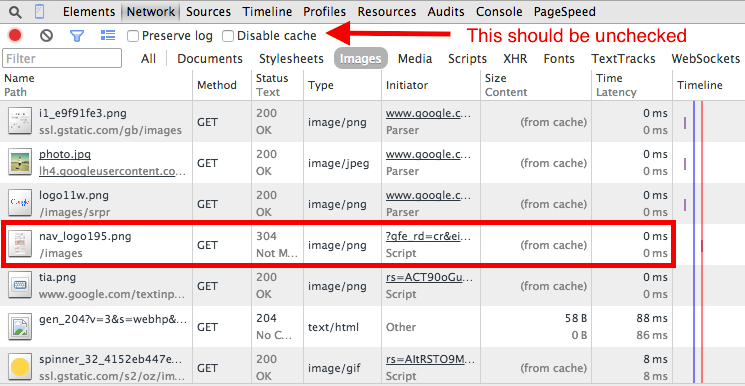 Elements Network Sources Timeline Profiles Resources Audits Console PageSpeed
Preserve log Disable cache This should be unchecked
Filter All Documents Stylesheets Images Media Scripts XHR Fonts TextTracks WebSockets
Name Method Status Type Initiator Size Time Timeline
Path Text Content Latency
i1_e9f91fe3.png GET 200 image/png www.google.c... (from cache) 0 ms
ssl.gstatic.com/gb/images OK Parser 0 ms
photo.jpg GET 200 image/jpeg www.google.c... (from cache) 0 ms
lh4.googleusercontent.co... OK Parser 0 ms
logo11w.png GET 200 image/png www.google.c... (from cache) 0 ms
/images/srpr OK Parser 0 ms
nav_logo195.png GET 304 image/png ?gfe_rd=cr&ei... (from cache) 0 ms
/images Not M... Script 0 ms
tia.png GET 200 image/png rs=ACT90oGu... (from cache) 0 ms
www.google.com/textinp... OK Script 0 ms
gen_204?v=3&s=webhp&... GET 204 text/html Other 58 B 88 ms
No C... 0 B 86 ms
spinner_32_4152eb447e... GET 200 image/gif rs=AItRSTO9M... (from cache) 8 ms
ssl.gstatic.com/s2/oz/im... OK Script 8 ms